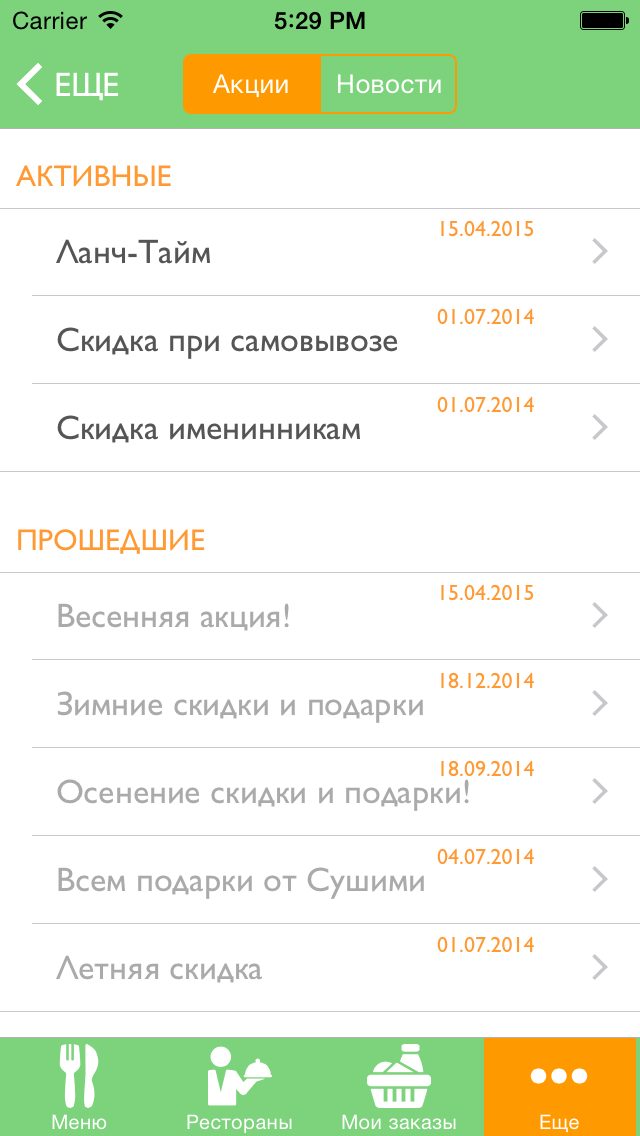 Carrier 5:29 PM
ЕЩЕ Акции Новости
АКТИВНЫЕ
15.04.2015
Ланч-Тайм
01.07.2014
Скидка при самовывозе
01.07.2014
Скидка именинникам
ПРОШЕДШИЕ
15.04.2015
Весенняя акция!
18.12.2014
Зимние скидки и подарки
18.09.2014
Осенение скидки и подарки!
04.07.2014
Всем подарки от Сушими
01.07.2014
Летняя скидка
Меню Рестораны Мои заказы Еще